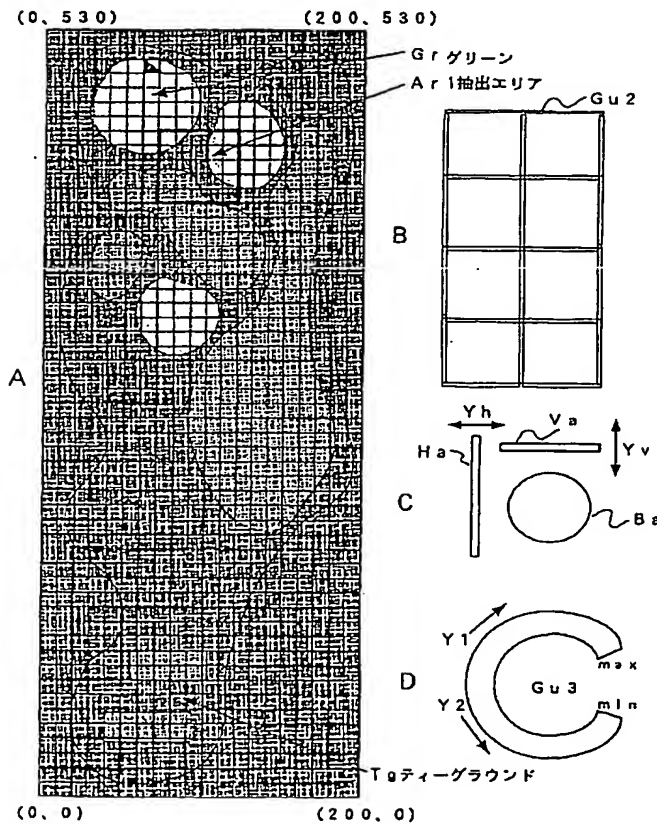 (0,530)
(200,530)
Grグリーン
Ar1抽出エリア
Gu2
A
B
Yh
Va
Ha
Yv
C
Ba
Y1
max
D
Gu3
Y2
min
Tgティーグラウンド
(0,0)
(200,0)